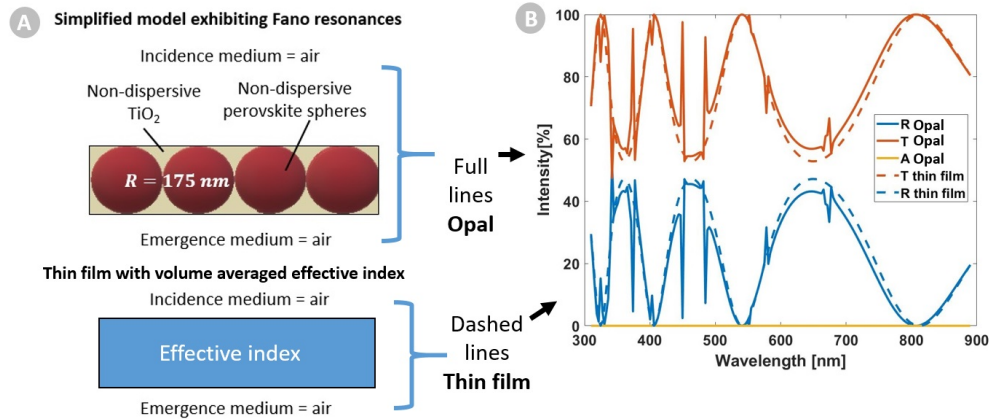 A
Simplified model exhibiting Fano resonances
Incidence medium = air
Non-dispersive
TiO2
Non-dispersive
perovskite spheres
R = 175 nm
Emergence medium = air
Full
lines
Opal
Thin film with volume averaged effective index
Incidence medium = air
Effective index
Emergence medium = air
Dashed
lines
Thin film
B
Intensity[%]
100
80
60
40
20
0
300
400
500
600
700
800
900
Wavelength [nm]
R Opal
T Opal
A Opal
T thin film
R thin film